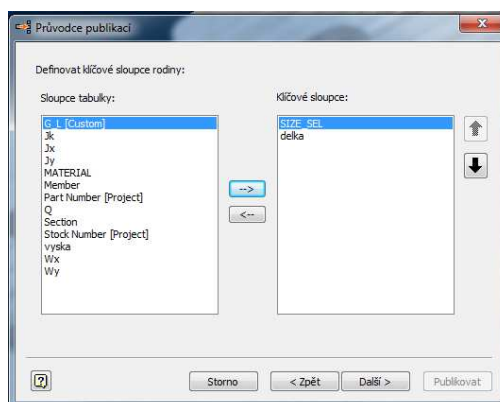 Průvodce publikací
Definovat klíčové sloupce rodiny:
Sloupce tabulky:
G_L [Custom]
Jk
Jx
Jy
MATERIAL
Member
Part Number [Project]
Q
Section
Stock Number [Project]
vyska
Wx
Wy
-->
<--
Klíčové sloupce:
SIZE_SEL
delka
Storno
< Zpět
Další >
Publikovat